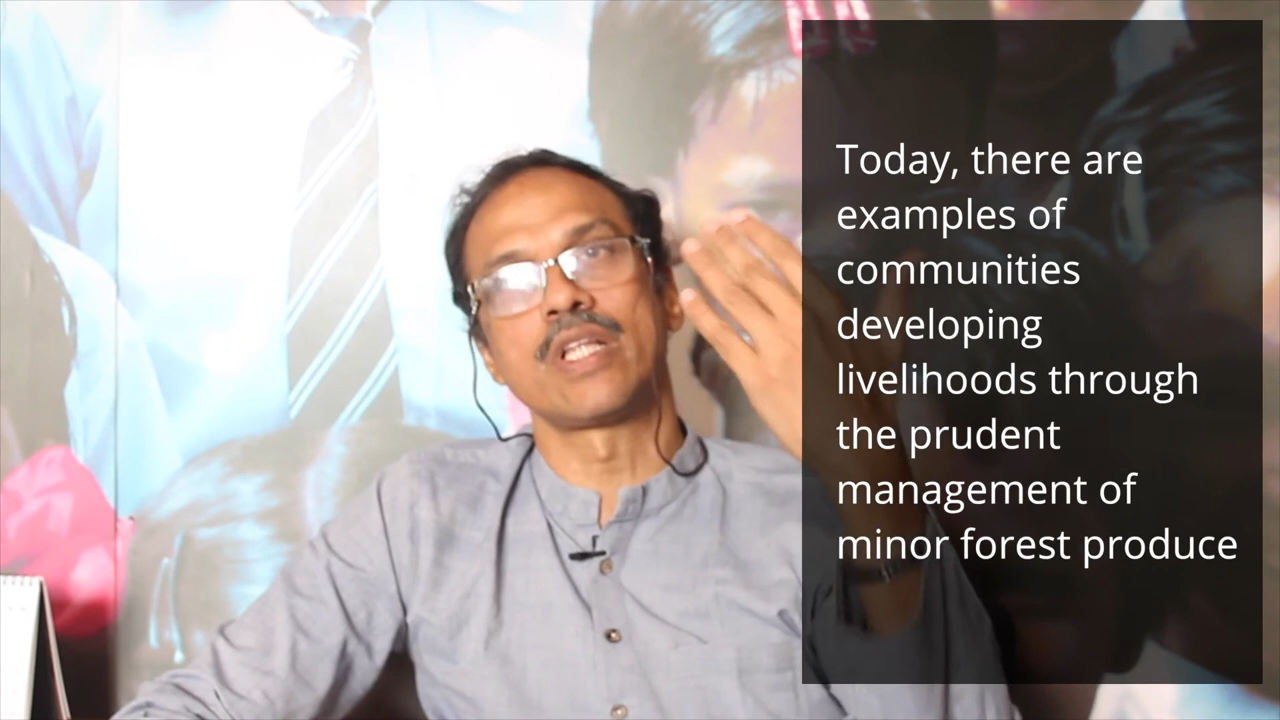 Today, there are
examples of
communities
developing
livelihoods through
the prudent
management of
minor forest produce